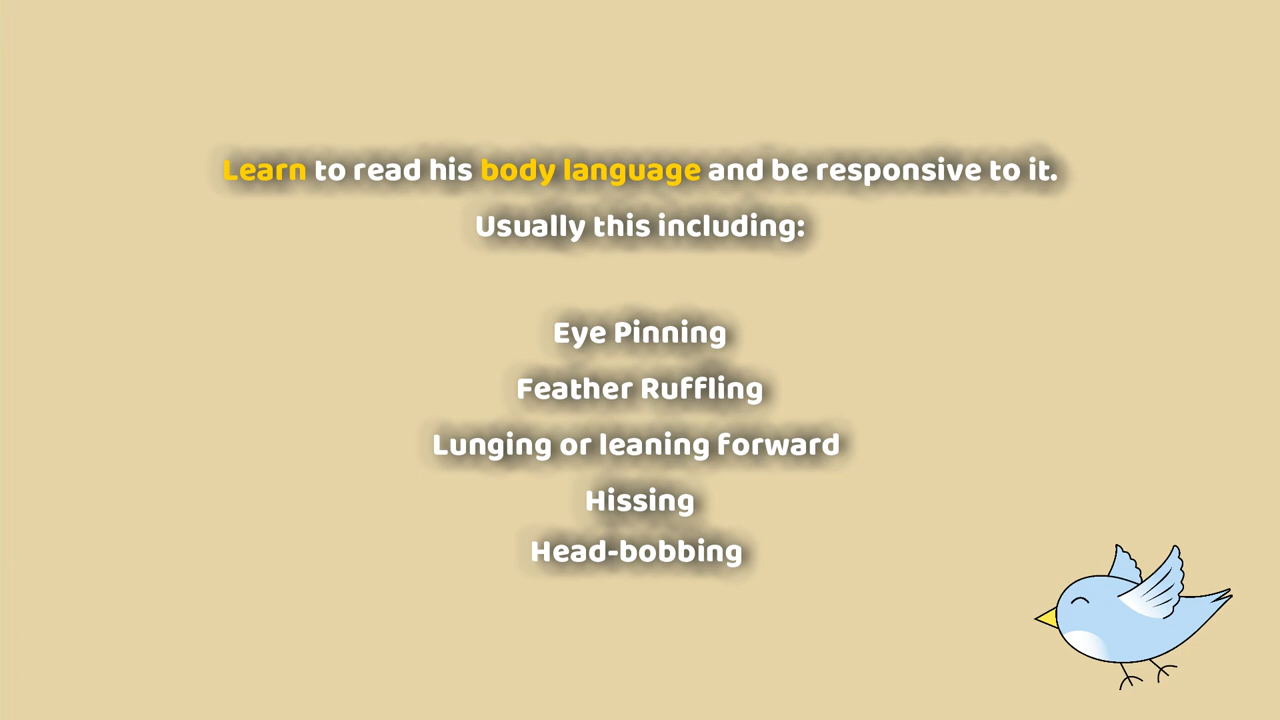 Learn to read his body language and be responsive to it.
Usually this including:
Eye Pinning
Feather Ruffling
Lunging or leaning forward
Hissing
Head-bobbing